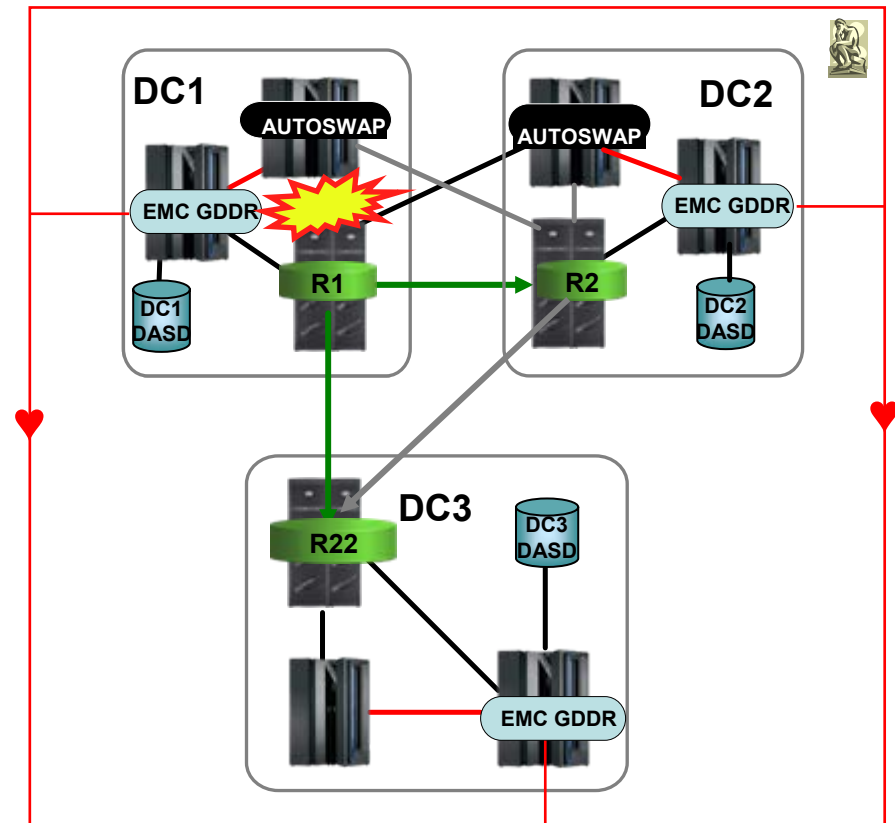 DC1
AUTOSWAP
EMC GDDR
R1
DC1
DASD
DC2
AUTOSWAP
EMC GDDR
R2
DC2
DASD
DC3
R22
DC3
DASD
EMC GDDR